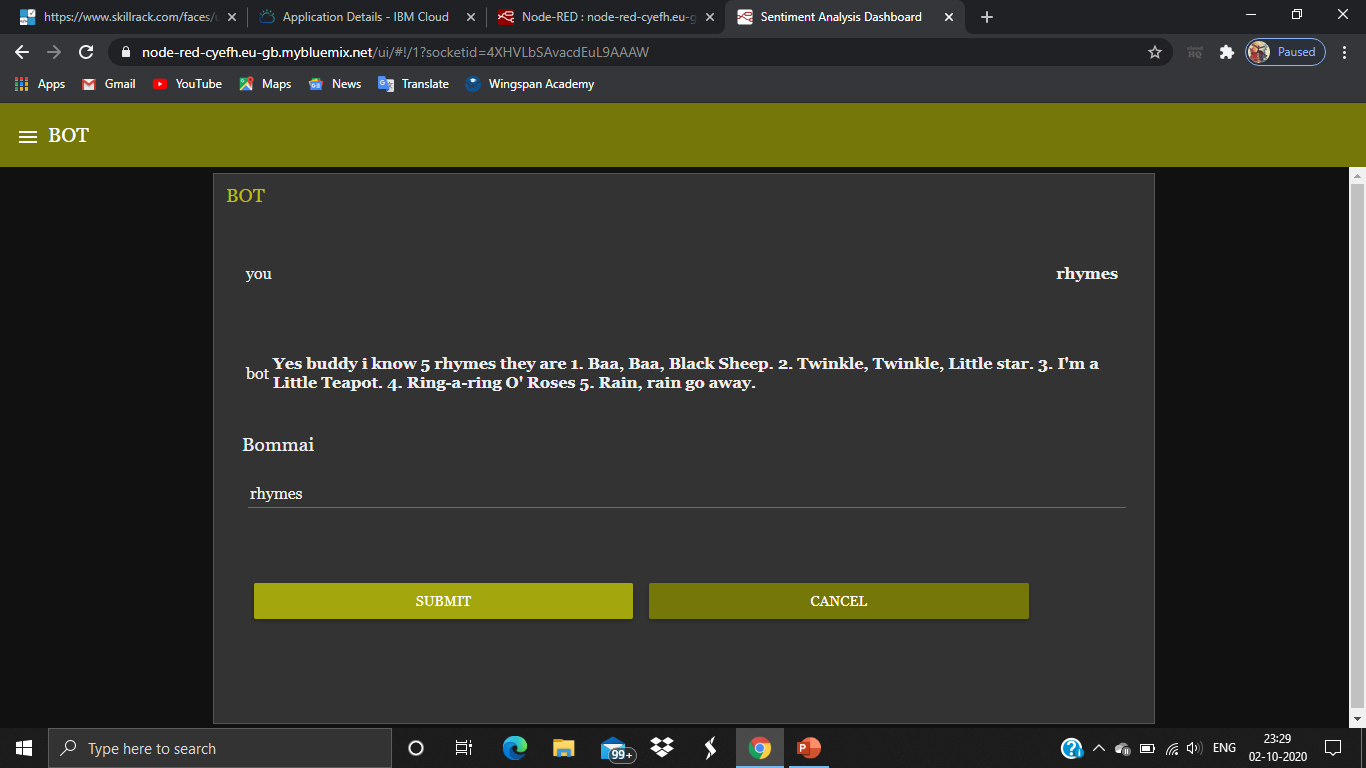 https://www.skillrack.com/faces/
Application Details - IBM Cloud
Node-RED : node-red-cyefh.eu-g
Sentiment Analysis Dashboard
node-red-cyefh.eu-gb.mybluemix.net/ui/#!/1?socketid=4XHVLbSAvacdEuL9AAAW
Paused
Apps Gmail YouTube Maps News Translate Wingspan Academy
BOT
BOT
you rhymes
bot Yes buddy i know 5 rhymes they are 1. Baa, Baa, Black Sheep. 2. Twinkle, Twinkle, Little star. 3. I'm a
Little Teapot. 4. Ring-a-ring O' Roses 5. Rain, rain go away.
Bommai
rhymes
SUBMIT CANCEL
Type here to search
99+
ENG
23:29
02-10-2020